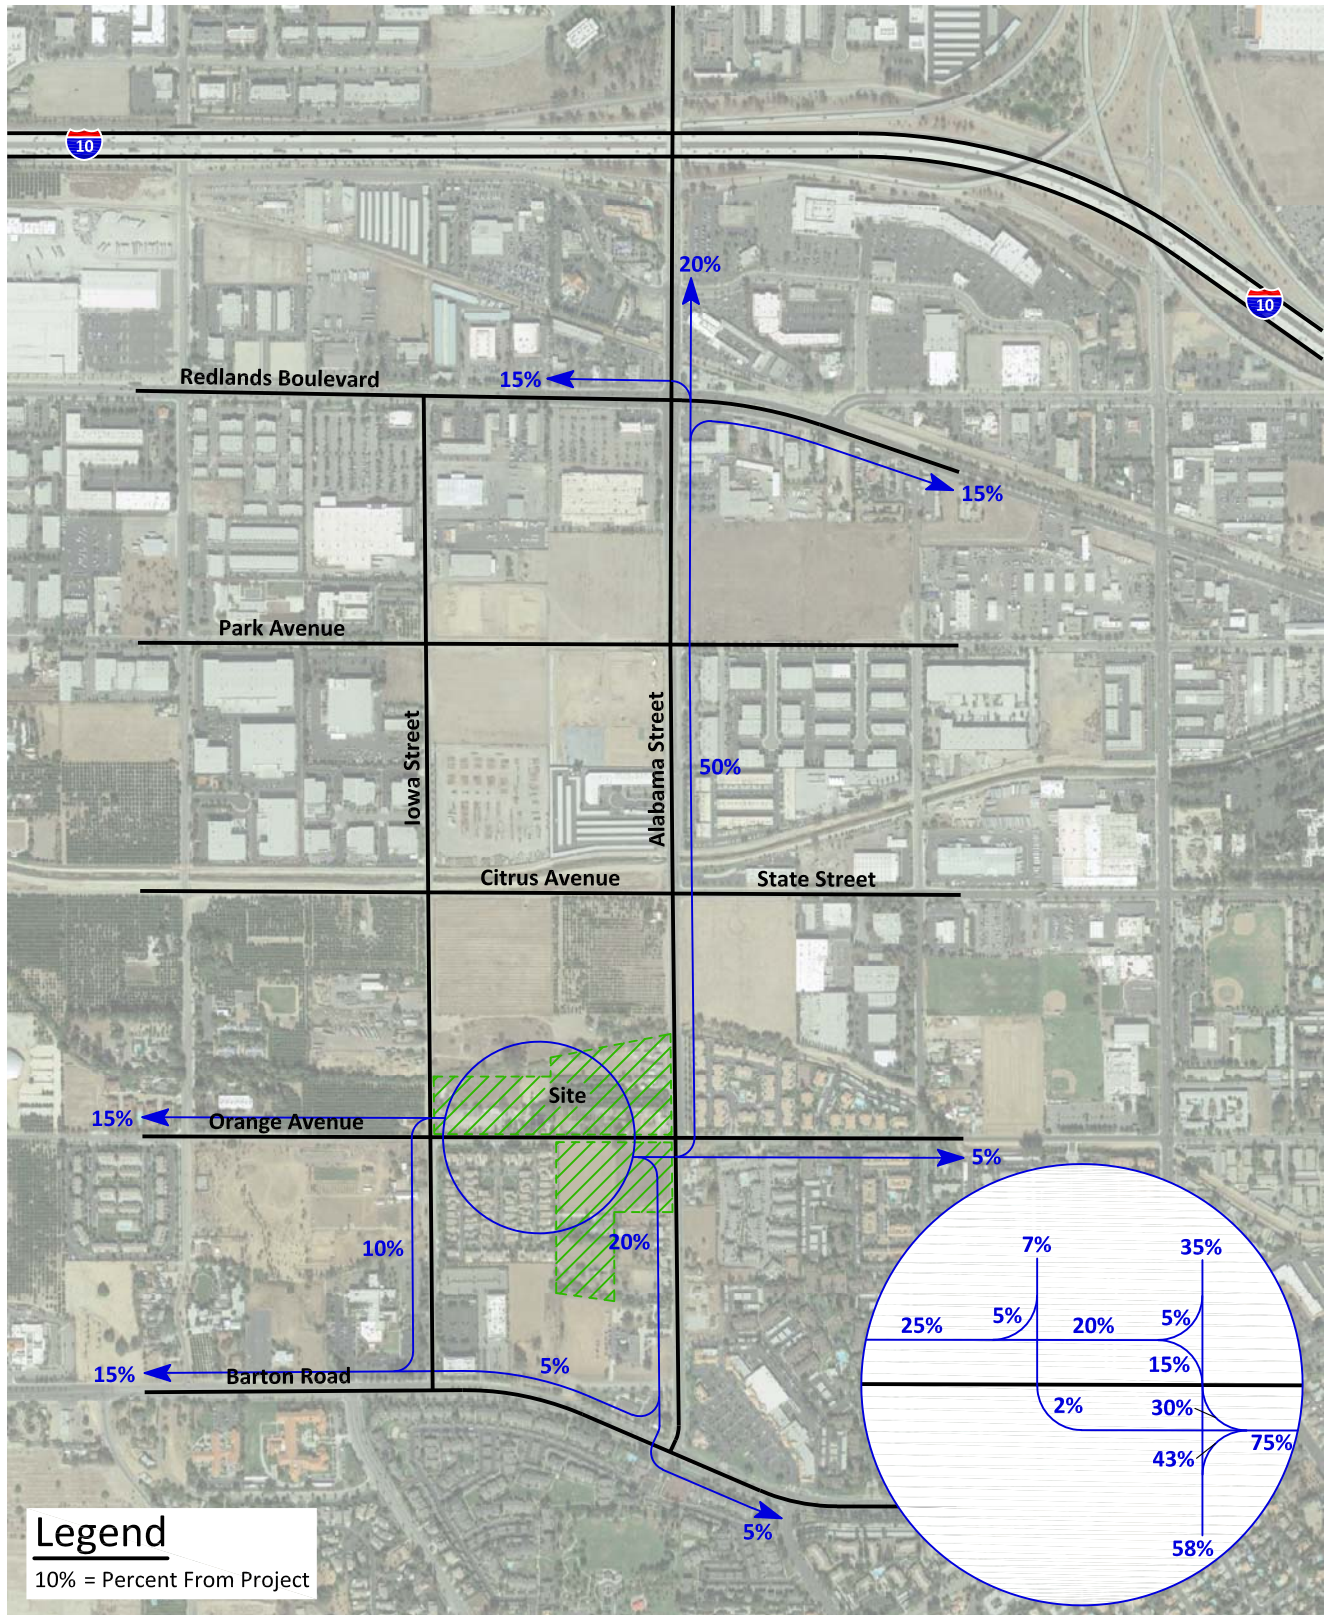 10
20%
10
Redlands Boulevard
15%
15%
Park Avenue
Iowa Street
Alabama Street
50%
Citrus Avenue
State Street
Site
15%
Orange Avenue
5%
10%
20%
15%
Barton Road
5%
5%
7%
35%
25%
5%
20%
5%
15%
2%
30%
75%
43%
58%
Legend
10% = Percent From Project